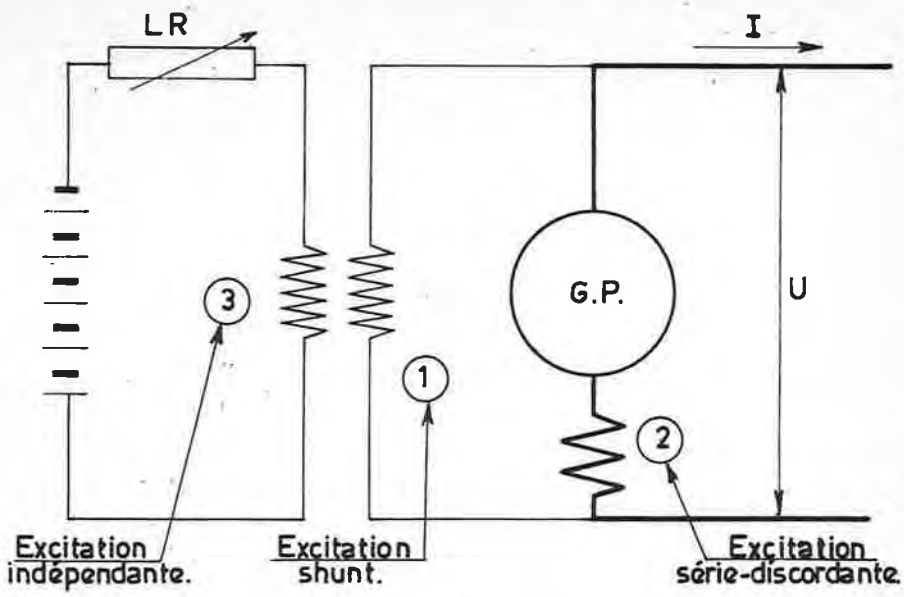 LR
I
G.P.
U
3
1
2
Excitation
indépendante.
Excitation
shunt.
Excitation
série-discordante